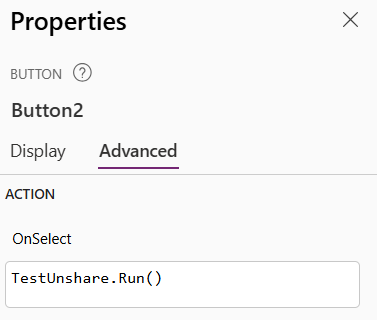 Properties
BUTTON ?
Button2
Display Advanced
ACTION
OnSelect
TestUnshare.Run()